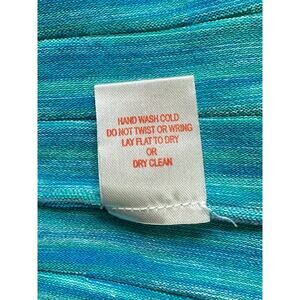 HAND WASH COLD
DO NOT TWIST OR WRING
LAY FLAT TO DRY
OR
DRY CLEAN